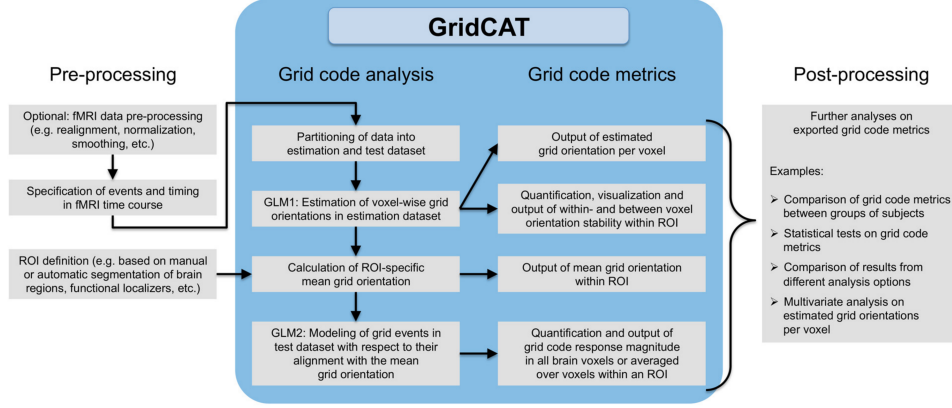 GridCAT
Pre-processing
Optional: fMRI data pre-processing
(e.g. realignment, normalization,
smoothing, etc.)
Specification of events and timing
in fMRI time course
ROI definition (e.g. based on manual
or automatic segmentation of brain
regions, functional localizers, etc.)
Grid code analysis
Partitioning of data into
estimation and test dataset
GLM1: Estimation of voxel-wise grid
orientations in estimation dataset
Calculation of ROI-specific
mean grid orientation
GLM2: Modeling of grid events in
test dataset with respect to their
alignment with the mean
grid orientation
Grid code metrics
Output of estimated
grid orientation per voxel
Quantification, visualization and
output of within- and between voxel
orientation stability within ROI
Output of mean grid orientation
within ROI
Quantification and output of
grid code response magnitude
in all brain voxels or averaged
over voxels within an ROI
Post-processing
Further analyses on
exported grid code metrics
Examples:
➢ Comparison of grid code metrics
between groups of subjects
➢ Statistical tests on grid code
metrics
➢ Comparison of results from
different analysis options
➢ Multivariate analysis on
estimated grid orientations
per voxel